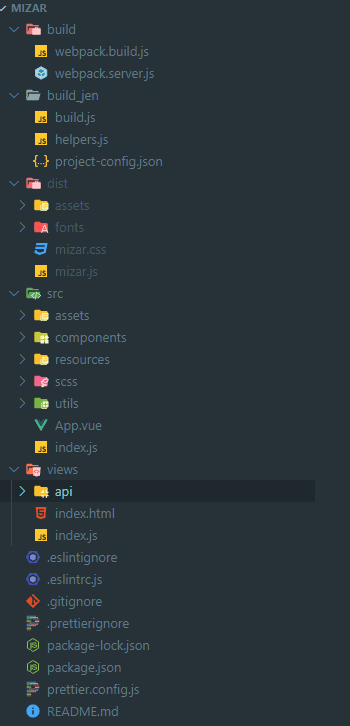 MIZAR
build
webpack.build.js
webpack.server.js
build_jen
build.js
helpers.js
project-config.json
dist
assets
fonts
mizar.css
mizar.js
src
assets
components
resources
scss
utils
App.vue
index.js
views
api
index.html
index.js
.eslintignore
.eslintrc.js
.gitignore
.prettierignore
package-lock.json
package.json
prettier.config.js
README.md